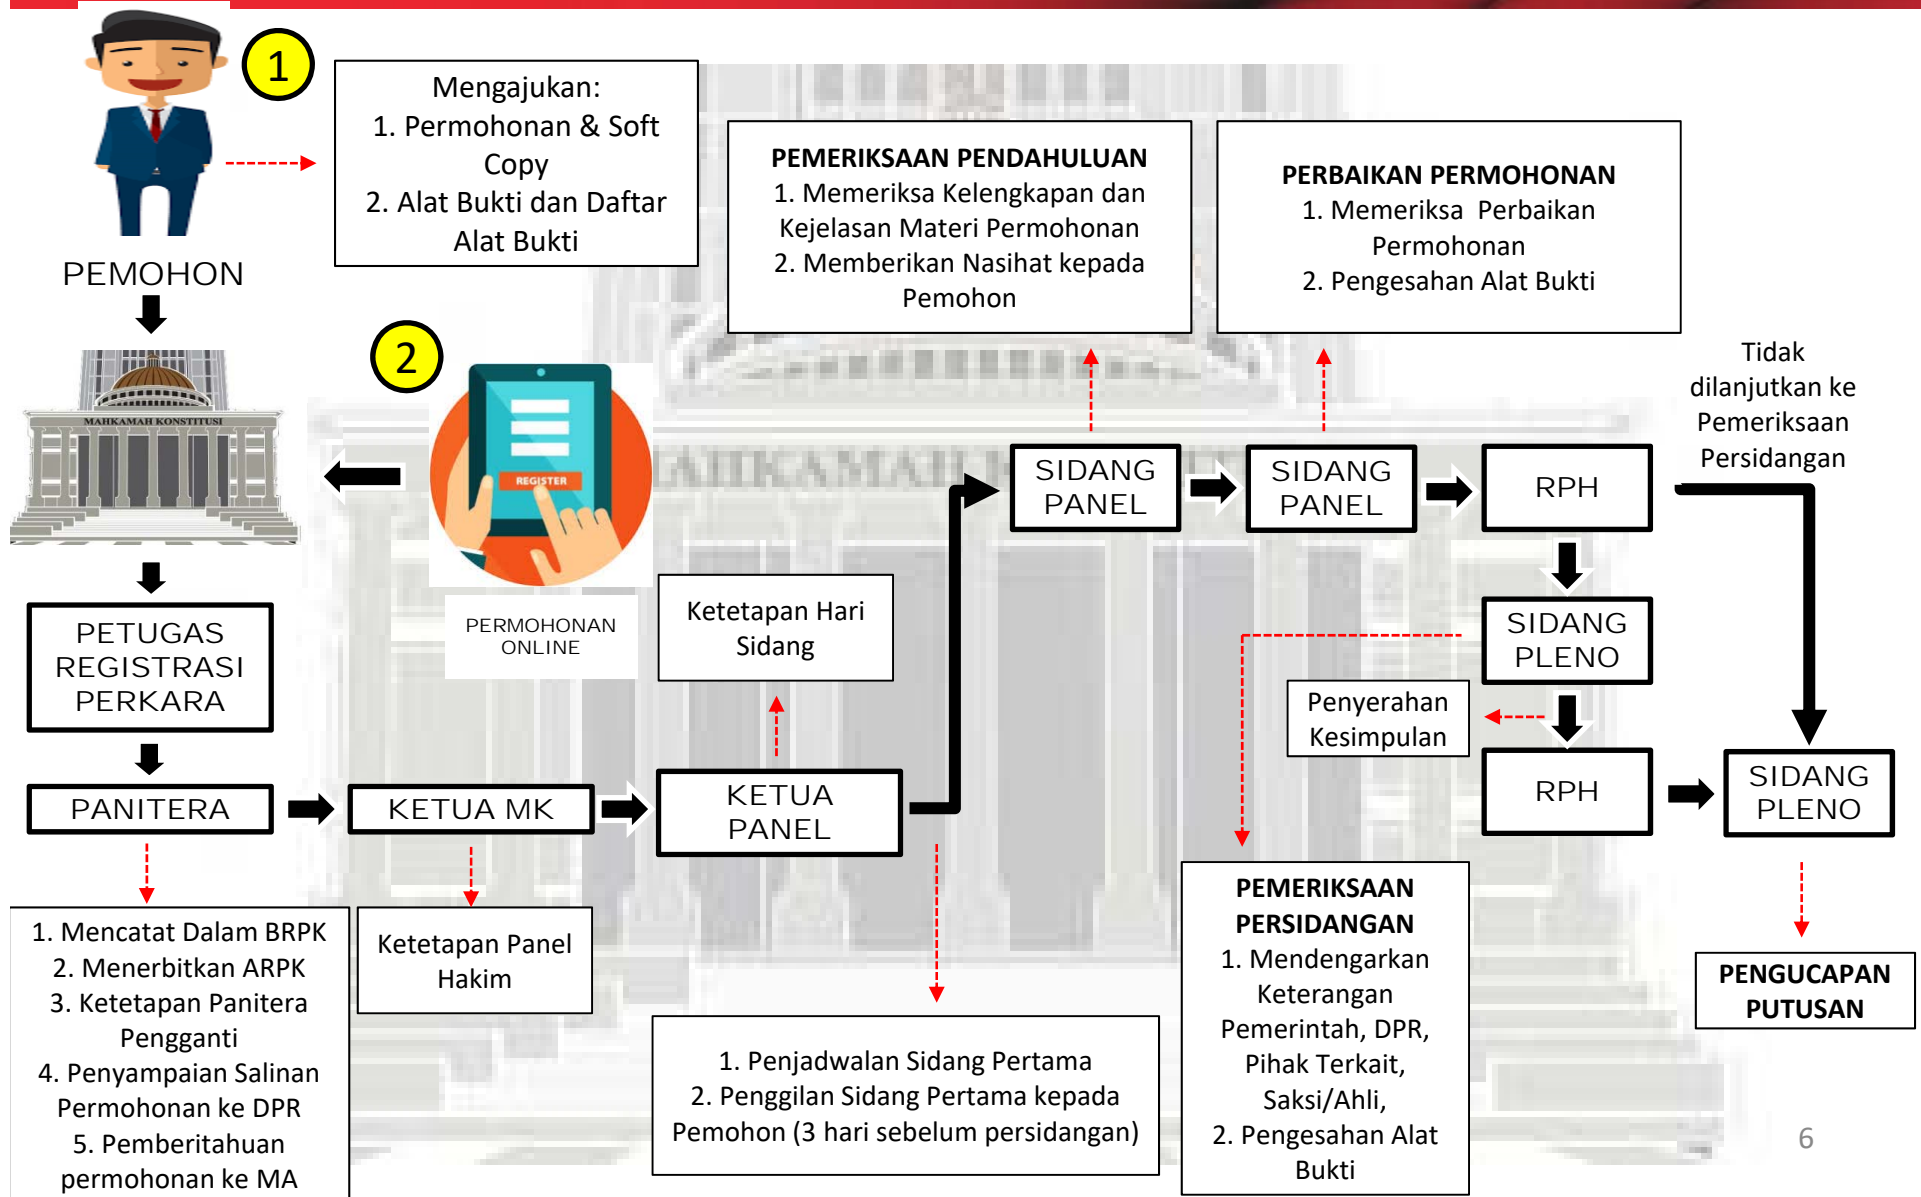 1
Mengajukan:
1. Permohonan & Soft
Copy
2. Alat Bukti dan Daftar
Alat Bukti
PEMOHON
PEMERIKSAAN PENDAHULUAN
1. Memeriksa Kelengkapan dan
Kejelasan Materi Permohonan
2. Memberikan Nasihat kepada
Pemohon
PERBAIKAN PERMOHONAN
1. Memeriksa Perbaikan
Permohonan
2. Pengesahan Alat Bukti
Tidak
dilanjutkan ke
Pemeriksaan
Persidangan
2
MAHKAMAH KONSTITUSI
REGISTER
PERMOHONAN
ONLINE
MAHKAMAH K
SIDANG
PANEL
SIDANG
PANEL
RPH
PETUGAS
REGISTRASI
PERKARA
Ketetapan Hari
Sidang
SIDANG
PLENO
Penyerahan
Kesimpulan
PANITERA
KETUA MK
KETUA
PANEL
RPH
SIDANG
PLENO
1. Mencatat Dalam BRPK
2. Menerbitkan ARPK
3. Ketetapan Panitera
Pengganti
4. Penyampaian Salinan
Permohonan ke DPR
5. Pemberitahuan
permohonan ke MA
Ketetapan Panel
Hakim
1. Penjadwalan Sidang Pertama
2. Penggilan Sidang Pertama kepada
Pemohon (3 hari sebelum persidangan)
PEMERIKSAAN
PERSIDANGAN
1. Mendengarkan
Keterangan
Pemerintah, DPR,
Pihak Terkait,
Saksi/Ahli,
2. Pengesahan Alat
Bukti
PENGUCAPAN
PUTUSAN
6